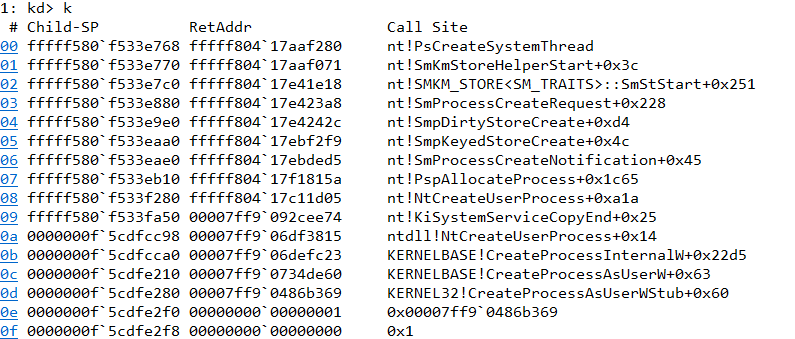 1: kd> k
 # Child-SP          RetAddr               Call Site
00 fffff580`f533e768 fffff804`17aaf280     nt!PsCreateSystemThread
01 fffff580`f533e770 fffff804`17aaf071     nt!SmKmStoreHelperStart+0x3c
02 fffff580`f533e7c0 fffff804`17e41e18     nt!SMKM_STORE<SM_TRAITS>::SmStStart+0x251
03 fffff580`f533e880 fffff804`17e423a8     nt!SmProcessCreateRequest+0x228
04 fffff580`f533e9e0 fffff804`17e4242c     nt!SmpDirtyStoreCreate+0xd4
05 fffff580`f533eaa0 fffff804`17ebf2f9     nt!SmpKeyedStoreCreate+0x4c
06 fffff580`f533eae0 fffff804`17ebded5     nt!SmProcessCreateNotification+0x45
07 fffff580`f533eb10 fffff804`17f1815a     nt!PspAllocateProcess+0x1c65
08 fffff580`f533f280 fffff804`17c11d05     nt!NtCreateUserProcess+0xa1a
09 fffff580`f533fa50 00007ff9`092cee74     nt!KiSystemServiceCopyEnd+0x25
0a 0000000f`5cdfcc98 00007ff9`06df3815     ntdll!NtCreateUserProcess+0x14
0b 0000000f`5cdfcca0 00007ff9`06defc23     KERNELBASE!CreateProcessInternalW+0x22d5
0c 0000000f`5cdfe210 00007ff9`0734de60     KERNELBASE!CreateProcessAsUserW+0x63
0d 0000000f`5cdfe280 00007ff9`0486b369     KERNEL32!CreateProcessAsUserWStub+0x60
0e 0000000f`5cdfe2f0 00000000`00000001     0x00007ff9`0486b369
0f 0000000f`5cdfe2f8 00000000`00000000     0x1